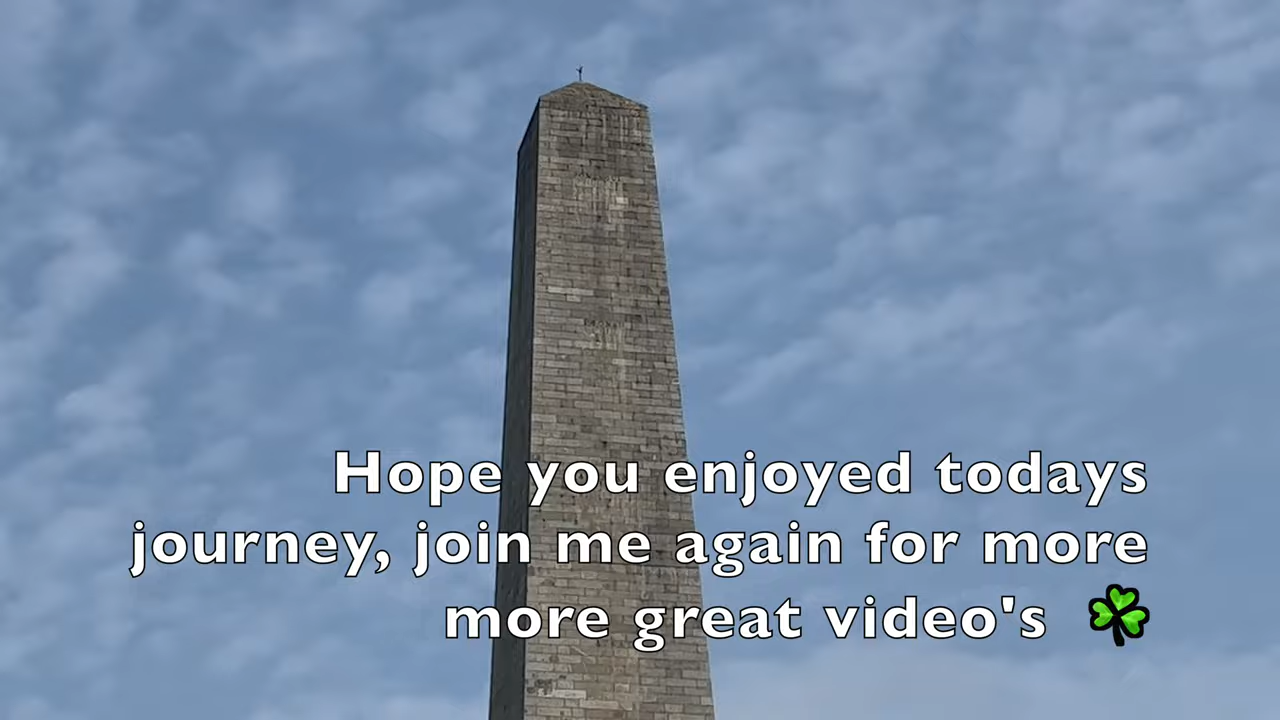 Hope you enjoyed todays
journey, join me again for more
more great video's ☘️